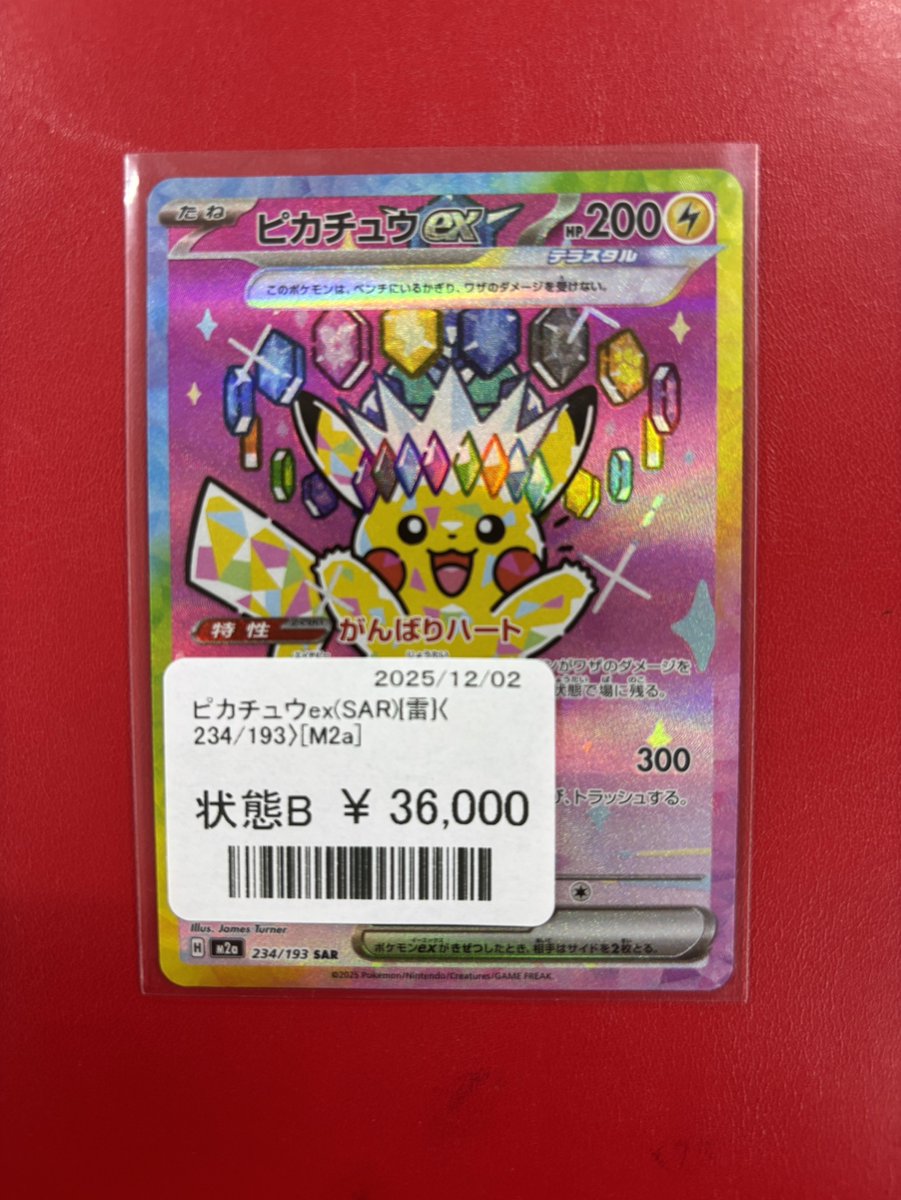 たね ピカチュウex HP200
テラスタル
このポケモンは、ベンチにいるかぎり、ワザのダメージを受けない。
特性 がんばりハート
がワザのダメージを
状態で場に残る。
300
、トラッシュする。
2025/12/02
ピカチュウex(SAR){雷}〈
234/193〉[M2a]
状態B ¥ 36,000
Illus. James Turner
H M2a 234/193 SAR
ポケモンexがきぜつしたとき、相手はサイドを2枚とる。
©2025 Pokémon/Nintendo/Creatures/GAME FREAK.